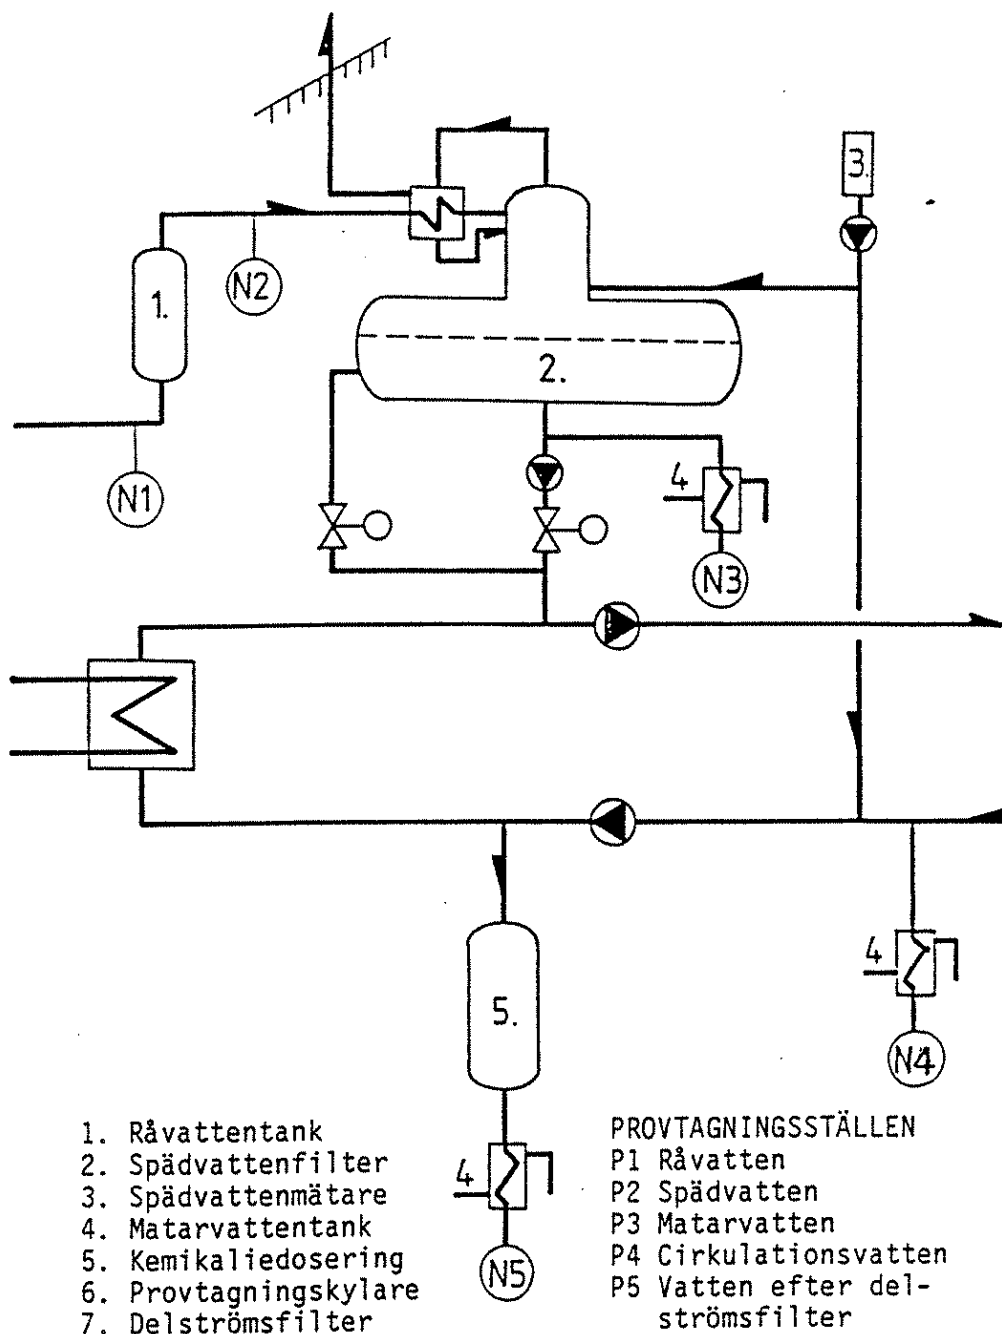 3.
N2
1.
2.
4
N1
N3
5.
4
N4
4
N5
1. Råvattentank
2. Spädvattenfilter
3. Spädvattenmätare
4. Matarvattentank
5. Kemikaliedosering
6. Provtagningskylare
7. Delströmsfilter
PROVTAGNINGSSTÄLLEN
P1 Råvatten
P2 Spädvatten
P3 Matarvatten
P4 Cirkulationsvatten
P5 Vatten efter del-
strömsfilter